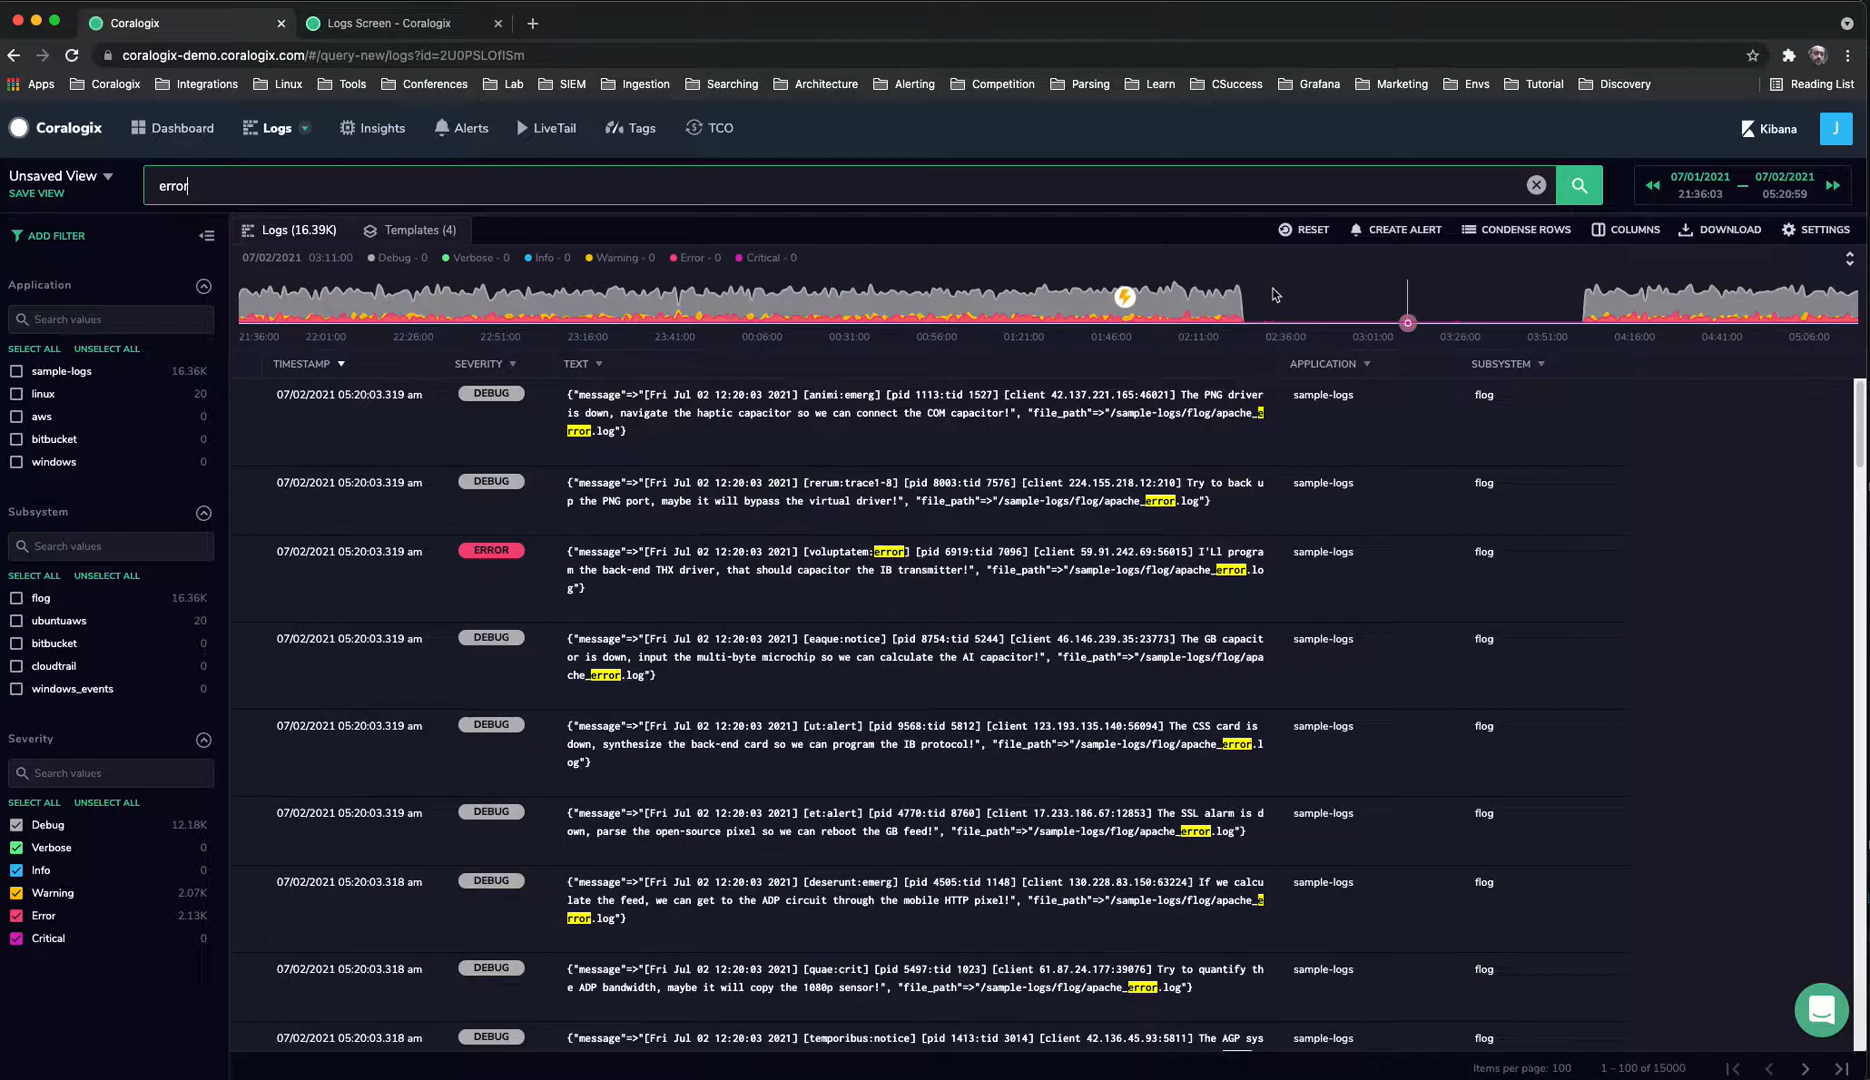 Coralogix
Logs Screen - Coralogix
coralogix-demo.coralogix.com/#/query-new/logs?id=2U0PSLOfISm
Apps Coralogix Integrations Linux Tools Conferences Lab SIEM Ingestion Searching Architecture Alerting Competition Parsing Learn CSuccess Grafana Marketing Envs Tutorial Discovery Reading List
Coralogix Dashboard Logs Insights Alerts LiveTail Tags TCO Kibana J
Unsaved View
SAVE VIEW
error
07/01/2021 — 07/02/2021
21:36:03 05:20:59
ADD FILTER
Logs (16.39K) Templates (4) RESET CREATE ALERT CONDENSE ROWS COLUMNS DOWNLOAD SETTINGS
07/02/2021 03:11:00 Debug - 0 Verbose - 0 Info - 0 Warning - 0 Error - 0 Critical - 0
21:36:00 22:01:00 22:26:00 22:51:00 23:16:00 23:41:00 00:06:00 00:31:00 00:56:00 01:21:00 01:46:00 02:11:00 02:36:00 03:01:00 03:26:00 03:51:00 04:16:00 04:41:00 05:06:00
Application
Search values
SELECT ALL UNSELECT ALL
sample-logs 16.36K
linux 20
aws 0
bitbucket 0
windows 0
Subsystem
Search values
SELECT ALL UNSELECT ALL
flog 16.36K
ubuntuaws 20
bitbucket 0
cloudtrail 0
windows_events 0
Severity
Search values
SELECT ALL UNSELECT ALL
Debug 12.18K
Verbose 0
Info 0
Warning 2.07K
Error 2.13K
Critical 0
TIMESTAMP SEVERITY TEXT APPLICATION SUBSYSTEM
07/02/2021 05:20:03.319 am DEBUG {"message"=>"[Fri Jul 02 12:20:03 2021] [animi:emerg] [pid 1113:tid 1527] [client 42.137.221.165:46021] The PNG driver sample-logs flog
is down, navigate the haptic capacitor so we can connect the COM capacitor!", "file_path"=>"/sample-logs/flog/apache_e
rror.log"}
07/02/2021 05:20:03.319 am DEBUG {"message"=>"[Fri Jul 02 12:20:03 2021] [rerum:trace1-8] [pid 8003:tid 7576] [client 224.155.218.12:210] Try to back u sample-logs flog
p the PNG port, maybe it will bypass the virtual driver!", "file_path"=>"/sample-logs/flog/apache_error.log"}
07/02/2021 05:20:03.319 am ERROR {"message"=>"[Fri Jul 02 12:20:03 2021] [voluptatem:error] [pid 6919:tid 7096] [client 59.91.242.69:56015] I'Ll progra sample-logs flog
m the back-end THX driver, that should capacitor the IB transmitter!", "file_path"=>"/sample-logs/flog/apache_error.lo
g"}
07/02/2021 05:20:03.319 am DEBUG {"message"=>"[Fri Jul 02 12:20:03 2021] [eaque:notice] [pid 8754:tid 5244] [client 46.146.239.35:23773] The GB capacit sample-logs flog
or is down, input the multi-byte microchip so we can calculate the AI capacitor!", "file_path"=>"/sample-logs/flog/apa
che_error.log"}
07/02/2021 05:20:03.319 am DEBUG {"message"=>"[Fri Jul 02 12:20:03 2021] [ut:alert] [pid 9568:tid 5812] [client 123.193.135.140:56094] The CSS card is sample-logs flog
down, synthesize the back-end card so we can program the IB protocol!", "file_path"=>"/sample-logs/flog/apache_error.l
og"}
07/02/2021 05:20:03.319 am DEBUG {"message"=>"[Fri Jul 02 12:20:03 2021] [et:alert] [pid 4770:tid 8760] [client 17.233.186.67:12853] The SSL alarm is d sample-logs flog
own, parse the open-source pixel so we can reboot the GB feed!", "file_path"=>"/sample-logs/flog/apache_error.log"}
07/02/2021 05:20:03.318 am DEBUG {"message"=>"[Fri Jul 02 12:20:03 2021] [deserunt:emerg] [pid 4505:tid 1148] [client 130.228.83.150:63224] If we calcu sample-logs flog
late the feed, we can get to the ADP circuit through the mobile HTTP pixel!", "file_path"=>"/sample-logs/flog/apache_e
rror.log"}
07/02/2021 05:20:03.318 am DEBUG {"message"=>"[Fri Jul 02 12:20:03 2021] [quae:crit] [pid 5497:tid 1023] [client 61.87.24.177:39076] Try to quantify th sample-logs flog
e ADP bandwidth, maybe it will copy the 1080p sensor!", "file_path"=>"/sample-logs/flog/apache_error.log"}
07/02/2021 05:20:03.318 am DEBUG {"message"=>"[Fri Jul 02 12:20:03 2021] [temporibus:notice] [pid 1413:tid 3014] [client 42.136.45.93:5811] The AGP sys sample-logs flog
Items per page: 100 1 – 100 of 15000